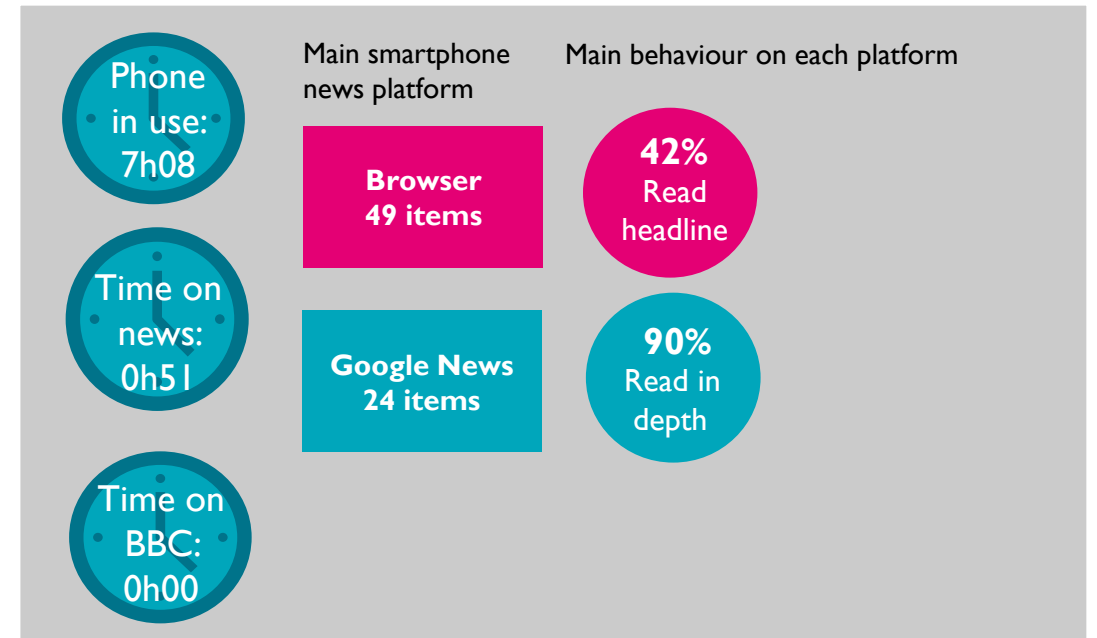 Phone
in use:
7h08
Time on
news:
0h51
Time on
BBC:
0h00
Main smartphone
news platform
Browser
49 items
Google News
24 items
Main behaviour on each platform
42%
Read
headline
90%
Read in
depth